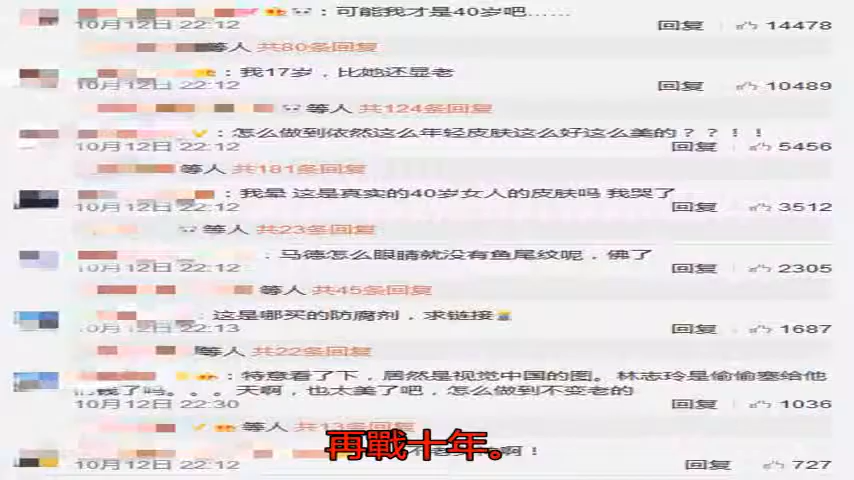 ：可能我才是40岁吧……
10月12日 22:12 回复 14478
等人 共80条回复
：我17岁，比她还显老
10月12日 22:12 回复 10489
等人 共124条回复
：怎么做到依然这么年轻皮肤这么好这么美的？？！！
10月12日 22:12 回复 5456
等人 共181条回复
：我晕 这是真实的40岁女人的皮肤吗 我哭了
10月12日 22:12 回复 3512
等人 共23条回复
：马德怎么眼睛就没有鱼尾纹呢，佛了
10月12日 22:12 回复 2305
等人 共45条回复
：这是哪买的防腐剂，求链接
10月12日 22:13 回复 1687
等人 共22条回复
：特意看了下，居然是视觉中国的图。林志玲是偷偷塞给他
们钱了吗。。。天啊，也太美了吧，怎么做到不变老的
10月12日 22:30 回复 1036
等人 共13条回复
啊！
再戰十年。
10月12日 22:12 回复 727